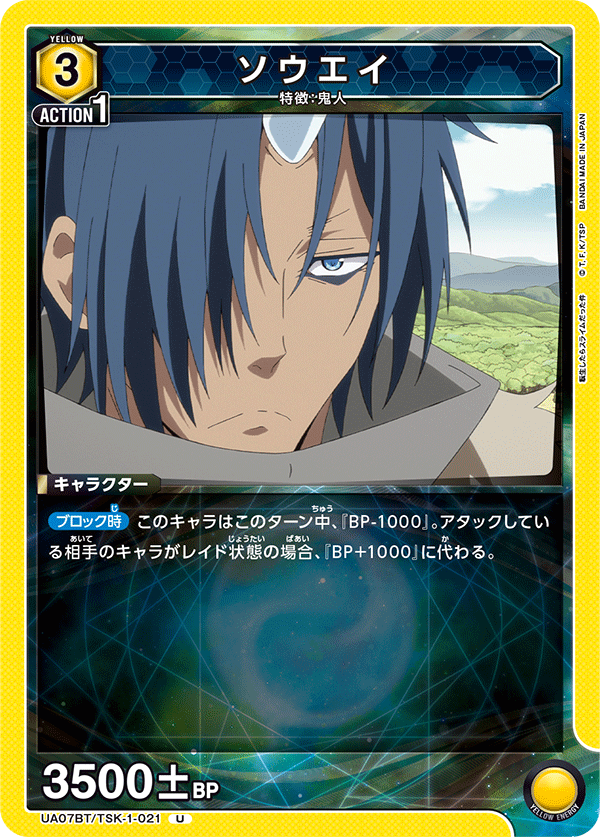 YELLOW
3
ACTION 1
ソウエイ
特徴:鬼人
BANDAI MADE IN JAPAN
© T, F, K/TSP
転生したらスライムだった件
キャラクター
ブロック時 このキャラはこのターン中、『BP-1000』。アタックしてい
る相手のキャラがレイド状態の場合、『BP+1000』に代わる。
3500±BP
UA07BT/TSK-1-021 U
YELLOW ENERGY